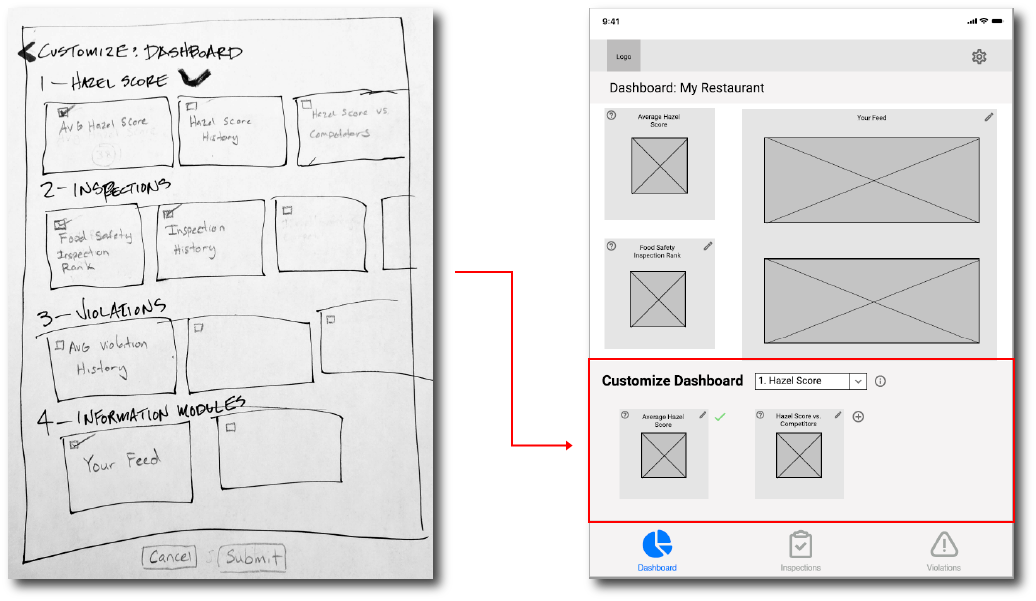 CUSTOMIZE: DASHBOARD
1 – HAZEL SCORE
AVG Hazel Score
Hazel Score
History
Hazel Score VS
Competitors
2 – INSPECTIONS
Food Safety
Inspection
Rank
Inspection
History
3 – VIOLATIONS
AVG Violation
History
4 – INFORMATION MODULES
Your Feed
Cancel
Submit
9:41
Logo
Dashboard: My Restaurant
Average Hazel
Score
Your Feed
Food Safety
Inspection Rank
Customize Dashboard
1. Hazel Score
Average Hazel
Score
Hazel Score vs.
Competitors
Dashboard
Inspections
Violations